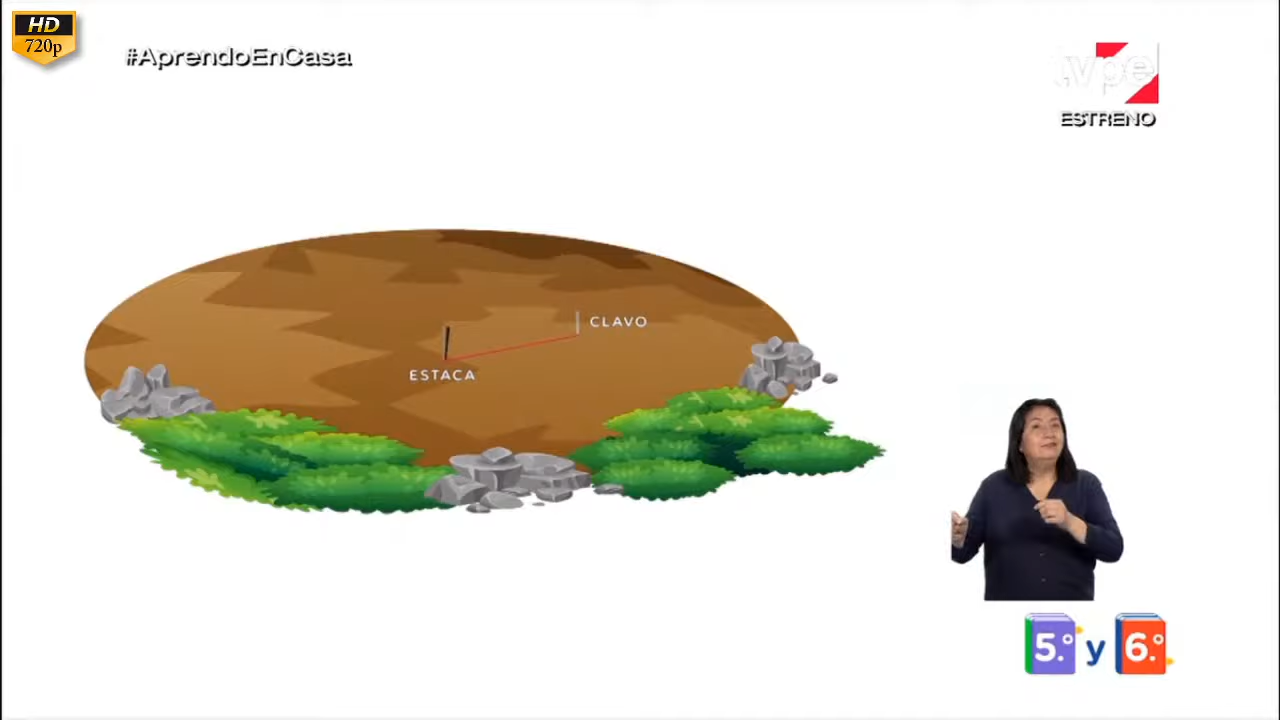 HD
720p
#AprendoEnCasa
tvpe
ESTRENO
CLAVO
ESTACA
5.° y 6.°